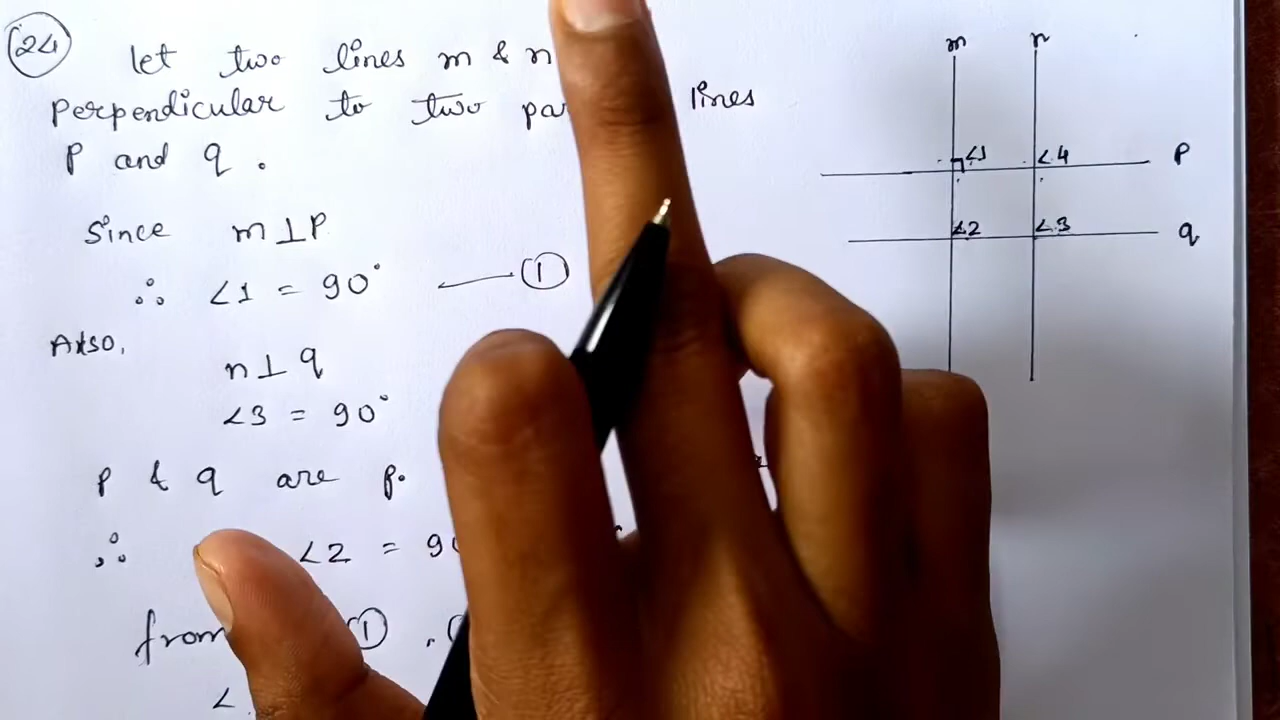 24
let two lines m & n
perpendicular to two lines
P and q .
Since m ⊥ P
∴ ∠1 = 90° —— ①
Also,
n ⊥ q
∠3 = 90°
P & q are
∴ ∠2 =
from ①
∠
m n
∠1 ∠4 P
∠2 ∠3 q